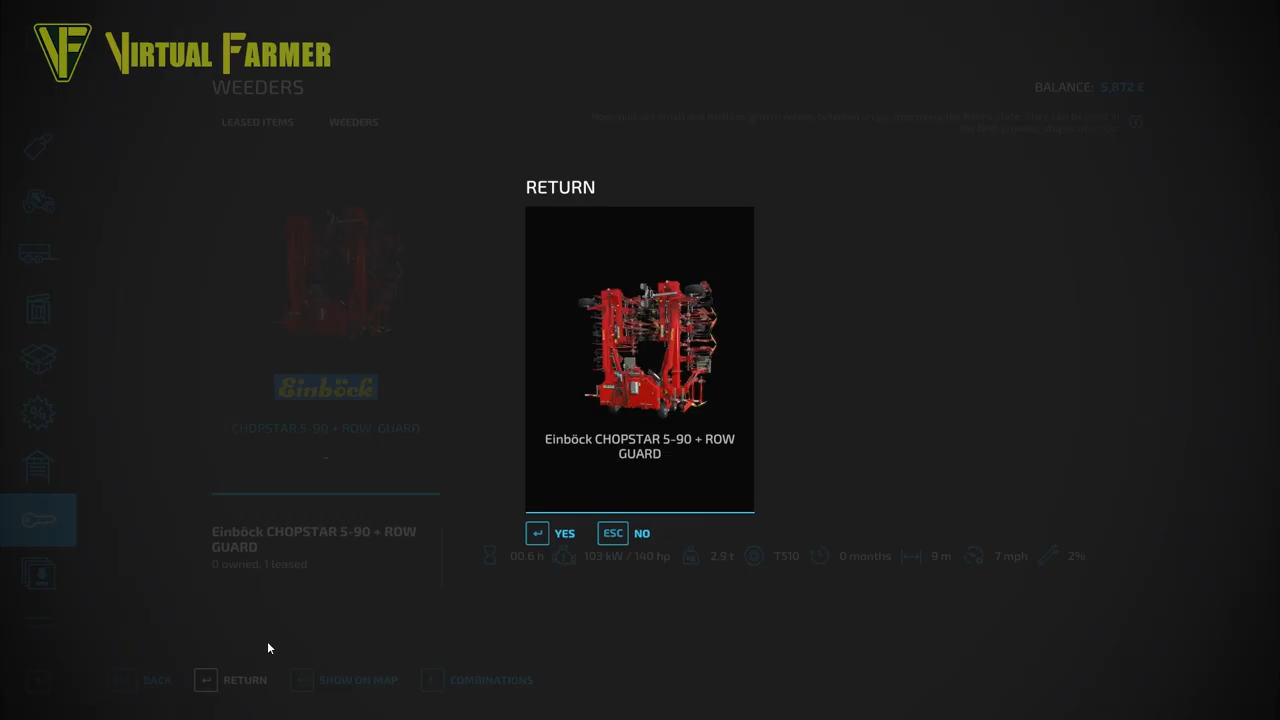 VIRTUAL FARMER
WEEDERS
BALANCE: 5,872 £
LEASED ITEMS WEEDERS
RETURN
Einböck CHOPSTAR 5-90 + ROW
GUARD
Einböck
CHOPSTAR 5-90 + ROW GUARD
-
YES ESC NO
Einböck CHOPSTAR 5-90 + ROW
GUARD
0 owned, 1 leased
00.6 h 103 kW / 140 hp 2.9 t T510 0 months 9 m 7 mph 2%
BACK RETURN SHOW ON MAP COMBINATIONS